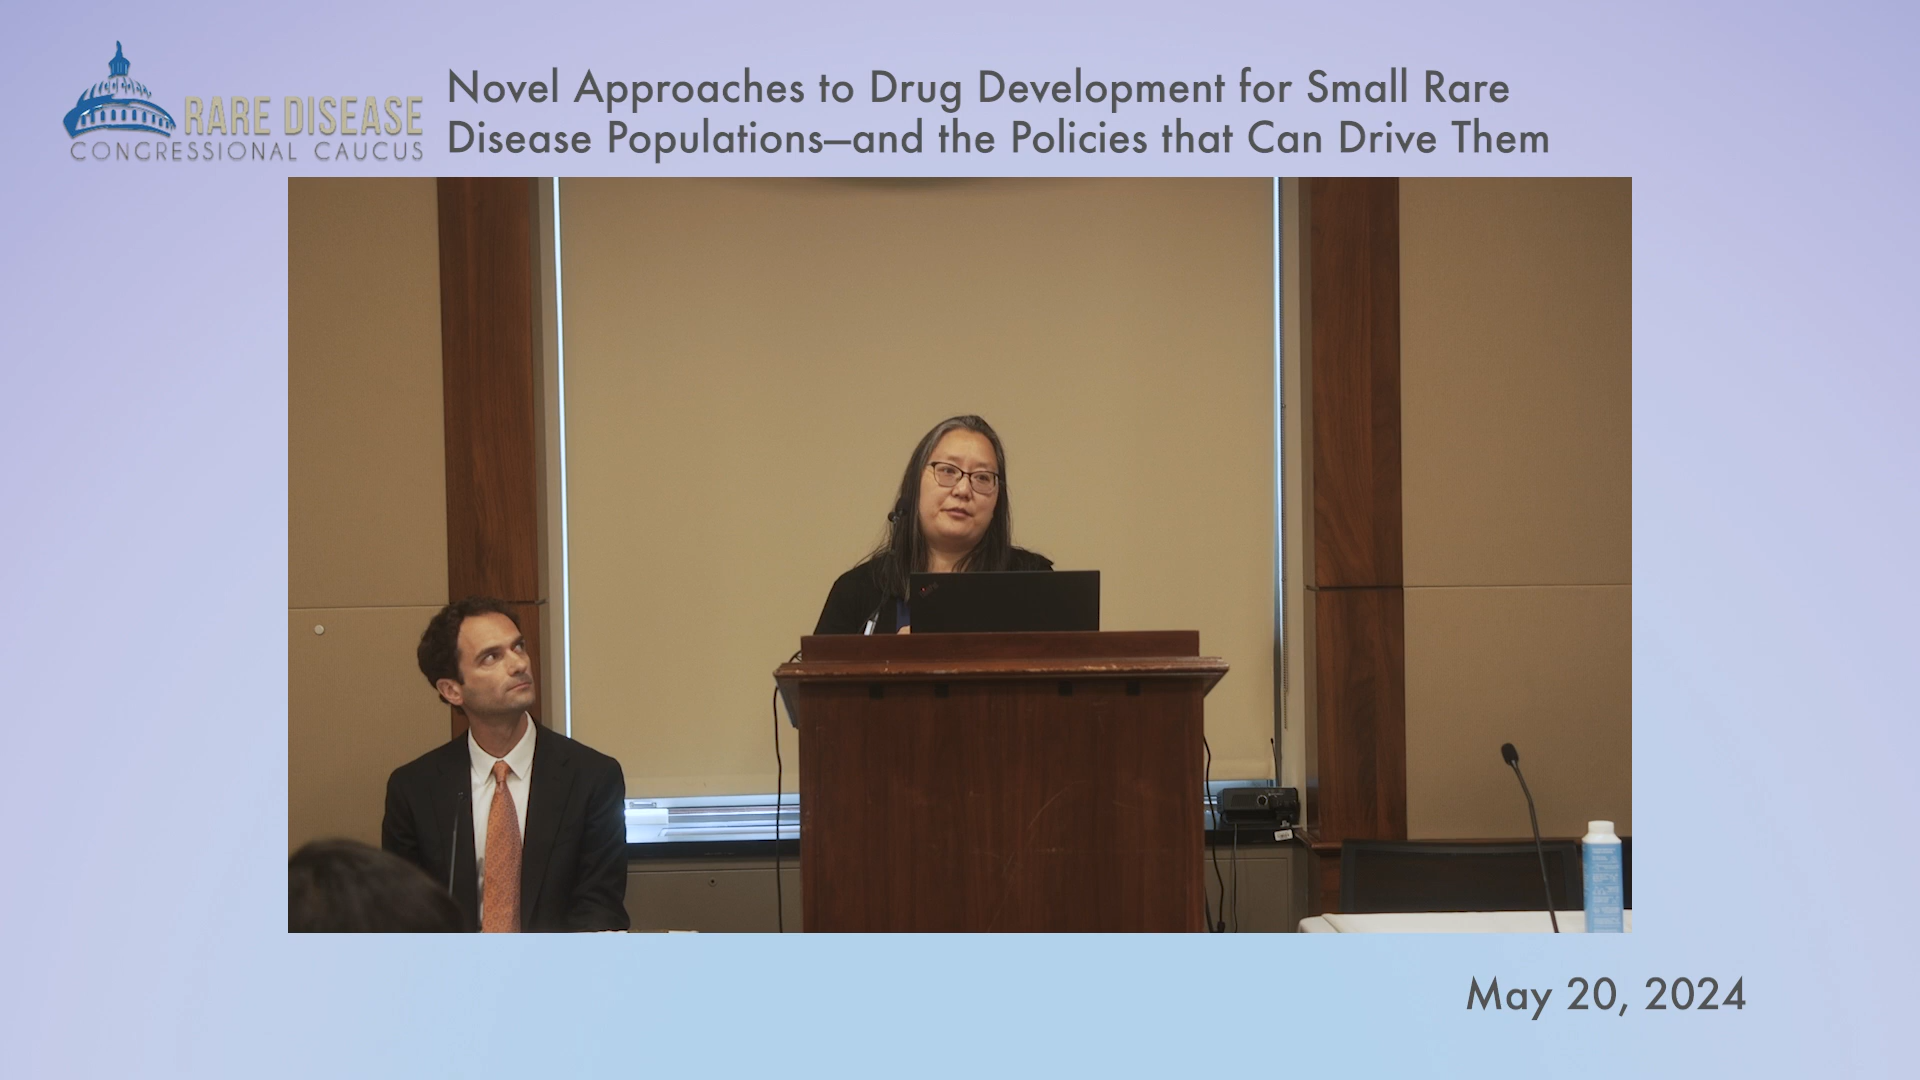 RARE DISEASE
CONGRESSIONAL CAUCUS
Novel Approaches to Drug Development for Small Rare
Disease Populations—and the Policies that Can Drive Them
May 20, 2024